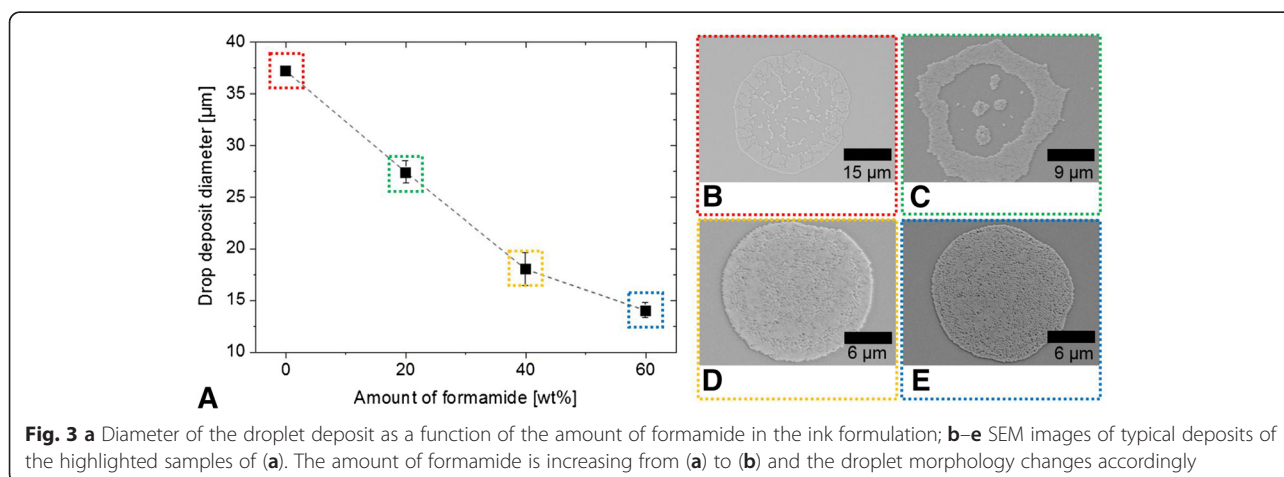 40
35
30
25
20
15
10
Drop deposit diameter [µm]
0
20
40
60
Amount of formamide [wt%]
A
15 µm
B
9 µm
C
6 µm
D
6 µm
E
Fig. 3 a Diameter of the droplet deposit as a function of the amount of formamide in the ink formulation; b–e SEM images of typical deposits of
the highlighted samples of (a). The amount of formamide is increasing from (a) to (b) and the droplet morphology changes accordingly